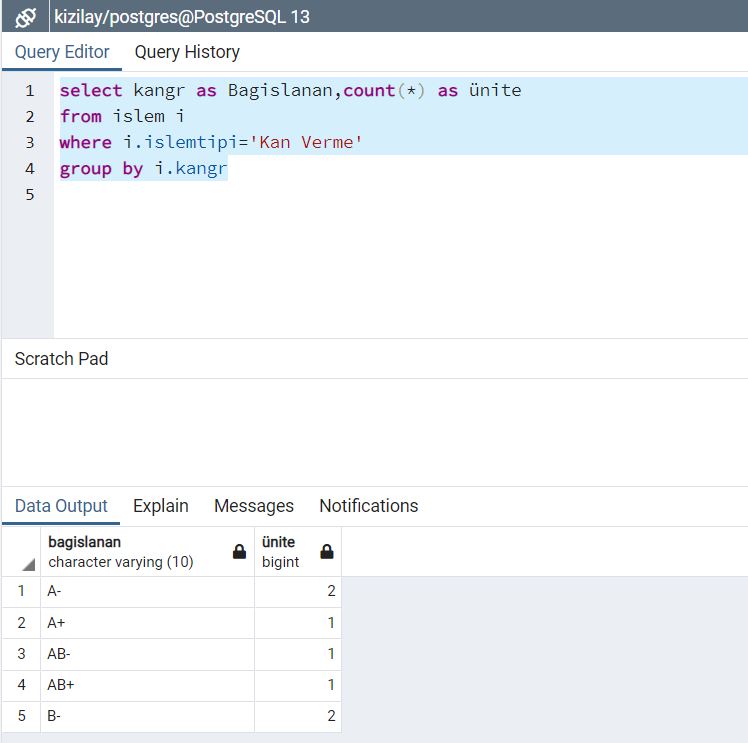 kizilay/postgres@PostgreSQL 13
Query Editor Query History
1 select kangr as Bagislanan,count(*) as ünite
2 from islem i
3 where i.islemtipi='Kan Verme'
4 group by i.kangr
5
Scratch Pad
Data Output Explain Messages Notifications
bagislanan ünite
character varying (10) bigint
1 A- 2
2 A+ 1
3 AB- 1
4 AB+ 1
5 B- 2